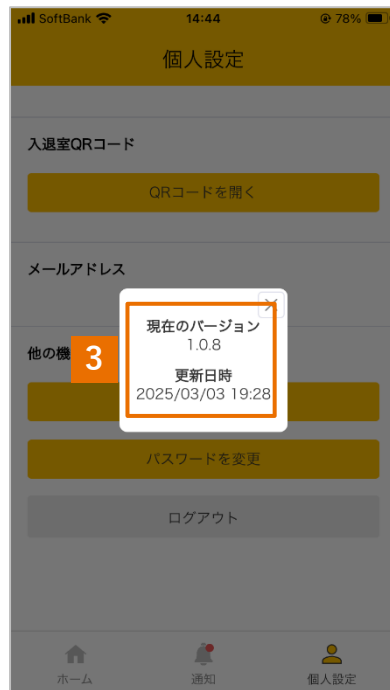 SoftBank 14:44 78%
個人設定
入退室QRコード
QRコードを開く
メールアドレス
現在のバージョン
1.0.8
更新日時
2025/03/03 19:28
他の機
3
パスワードを変更
ログアウト
ホーム 通知 個人設定